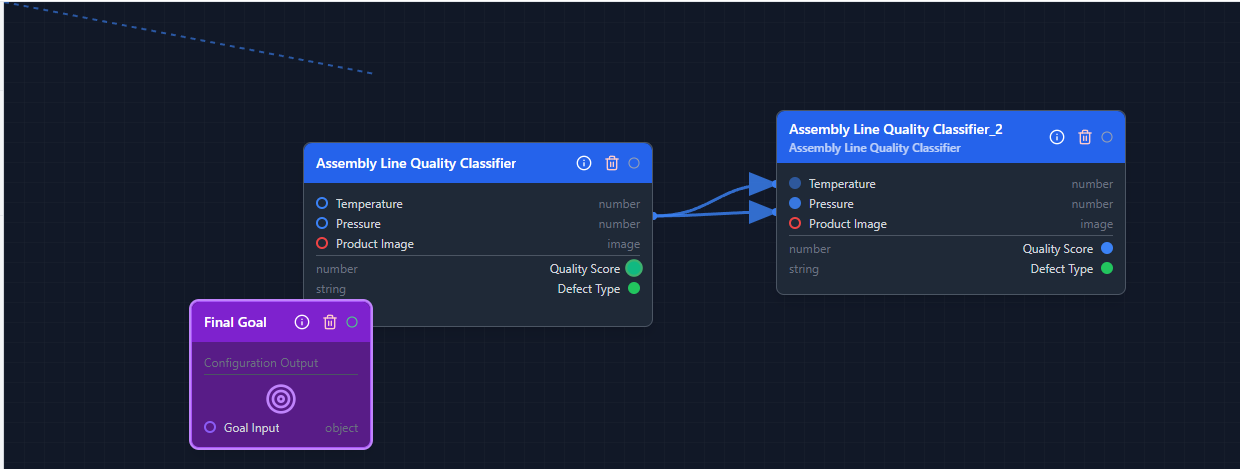 Assembly Line Quality Classifier
Temperature number
Pressure number
Product Image image
number Quality Score
string Defect Type
Assembly Line Quality Classifier_2
Assembly Line Quality Classifier
Temperature number
Pressure number
Product Image image
number Quality Score
string Defect Type
Final Goal
Configuration Output
Goal Input object